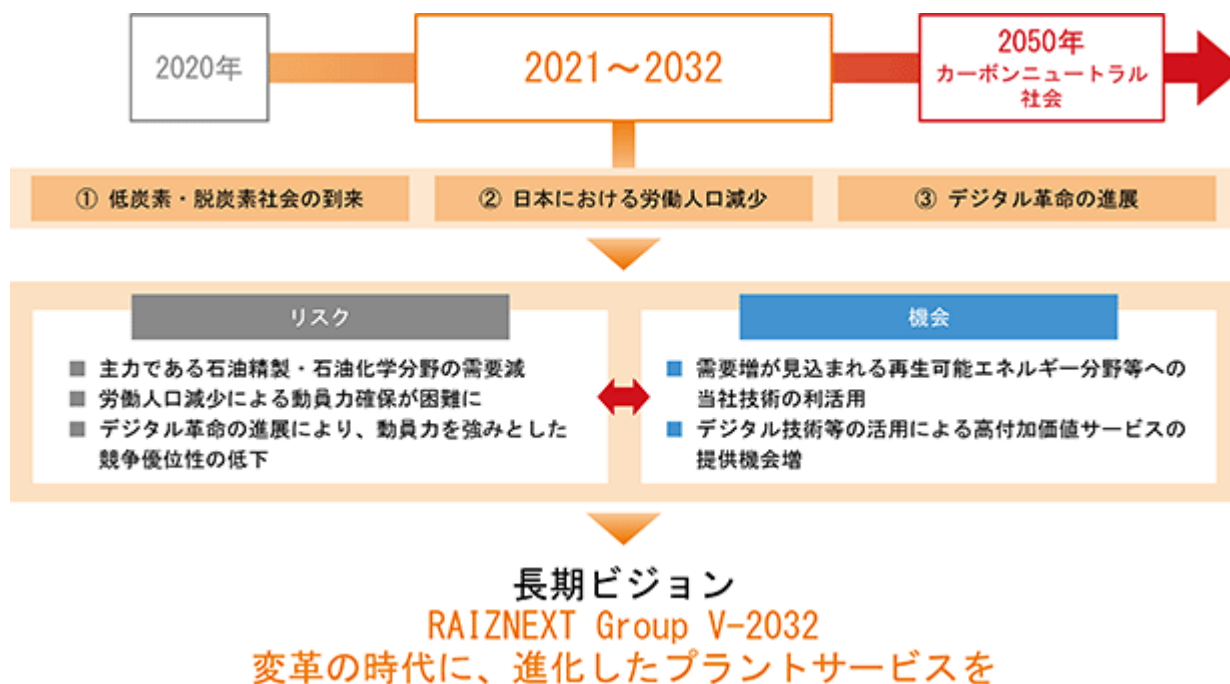 2020年
2021～2032
2050年
カーボンニュートラル
社会
① 低炭素・脱炭素社会の到来
② 日本における労働人口減少
③ デジタル革命の進展
リスク
■ 主力である石油精製・石油化学分野の需要減
■ 労働人口減少による動員力確保が困難に
■ デジタル革命の進展により、動員力を強みとした
競争優位性の低下
機会
■ 需要増が見込まれる再生可能エネルギー分野等への
当社技術の利活用
■ デジタル技術等の活用による高付加価値サービスの
提供機会増
長期ビジョン
RAIZNEXT Group V-2032
変革の時代に、進化したプラントサービスを